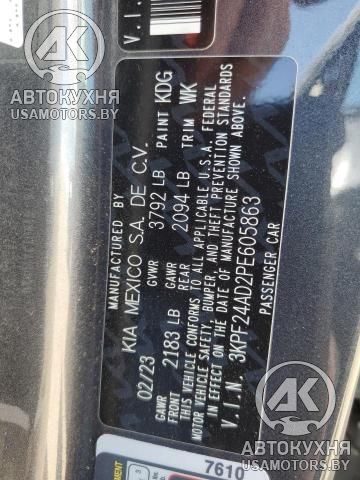 MANUFACTURED BY
KIA MEXICO S.A. DE C.V.
02/23 GVWR 3792 LB PAINT KDG
GAWR FRONT 2183 LB GAWR REAR 2094 LB TRIM WK
THIS VEHICLE CONFORMS TO ALL APPLICABLE U.S.A. FEDERAL
MOTOR VEHICLE SAFETY, BUMPER, AND THEFT PREVENTION STANDARDS
IN EFFECT ON THE DATE OF MANUFACTURE SHOWN ABOVE.
V.I.N. 3KPF24AD2PE605863
PASSENGER CAR
V.I.
7610
АК
АВТОКУХНЯ
USAMOTORS.BY
АК
АВТОКУХНЯ
USAMOTORS.BY